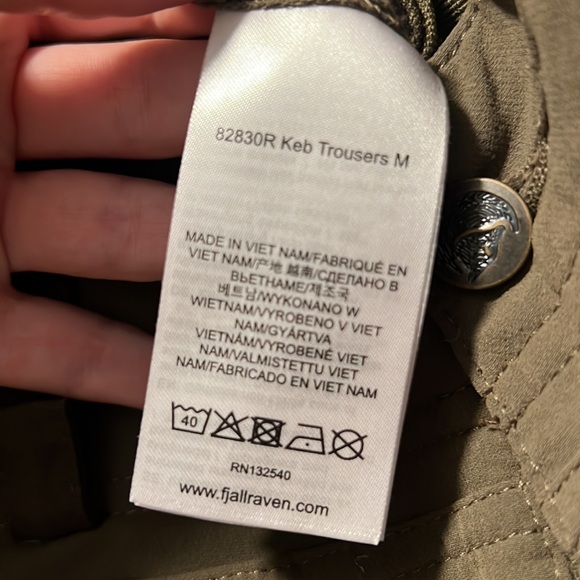 82830R Keb Trousers M
MADE IN VIET NAM/FABRIQUÉ EN
VIET NAM/产地 越南/СДЕЛАНО В
ВЬЕТНАМЕ/제조국
베트남/WYKONANO W
WIETNAM/VYROBENO V VIET
NAM/GYÁRTVA
VIETNÁM/VYROBENÉ VIET
NAM/VALMISTETTU VIET
NAM/FABRICADO EN VIET NAM
40
RN132540
www.fjallraven.com